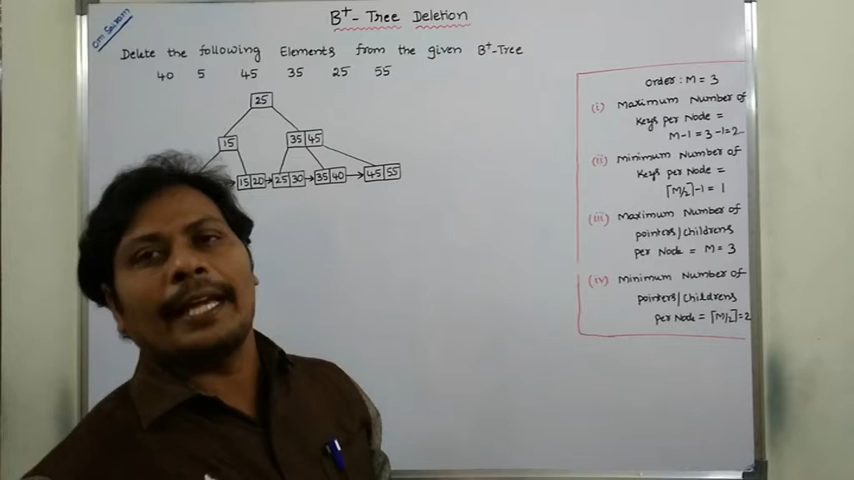 Om Sairam
B⁺- Tree Deletion
Delete the following Elements from the given B⁺-Tree
40 5 45 35 25 55
25
15
35 45
15 20
25 30
35 40
45 55
order: M = 3
(i) Maximum Number of
keys per Node =
M-1 = 3-1=2
(ii) Minimum Number of
keys per Node =
⌈M/2⌉-1 = 1
(iii) Maximum Number of
pointers/childrens
per Node = M = 3
(iv) Minimum Number of
pointers/childrens
per Node = ⌈M/2⌉=2